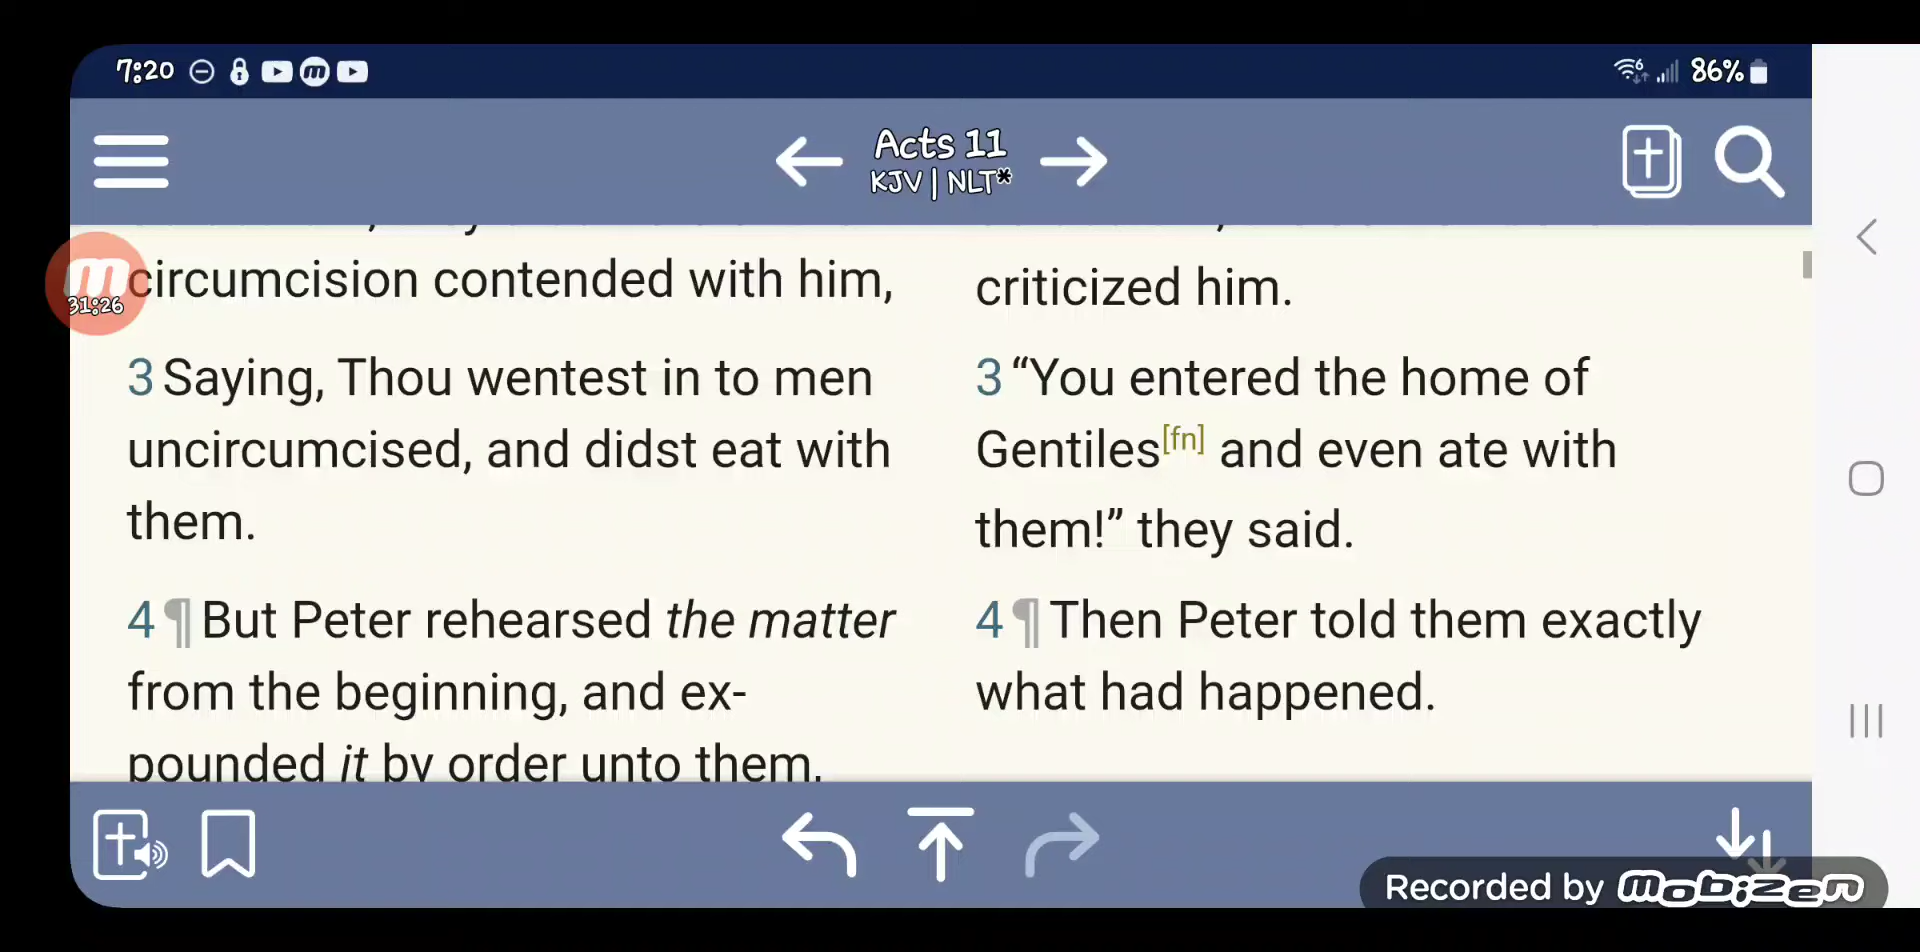 7:20
6 86%
Acts 11
KJV | NLT*
31:26
circumcision contended with him,
3 Saying, Thou wentest in to men
uncircumcised, and didst eat with
them.
4 ¶ But Peter rehearsed the matter
from the beginning, and ex-
pounded it by order unto them,
criticized him.
3 “You entered the home of
Gentiles[fn] and even ate with
them!” they said.
4 ¶ Then Peter told them exactly
what had happened.
Recorded by Mobizen